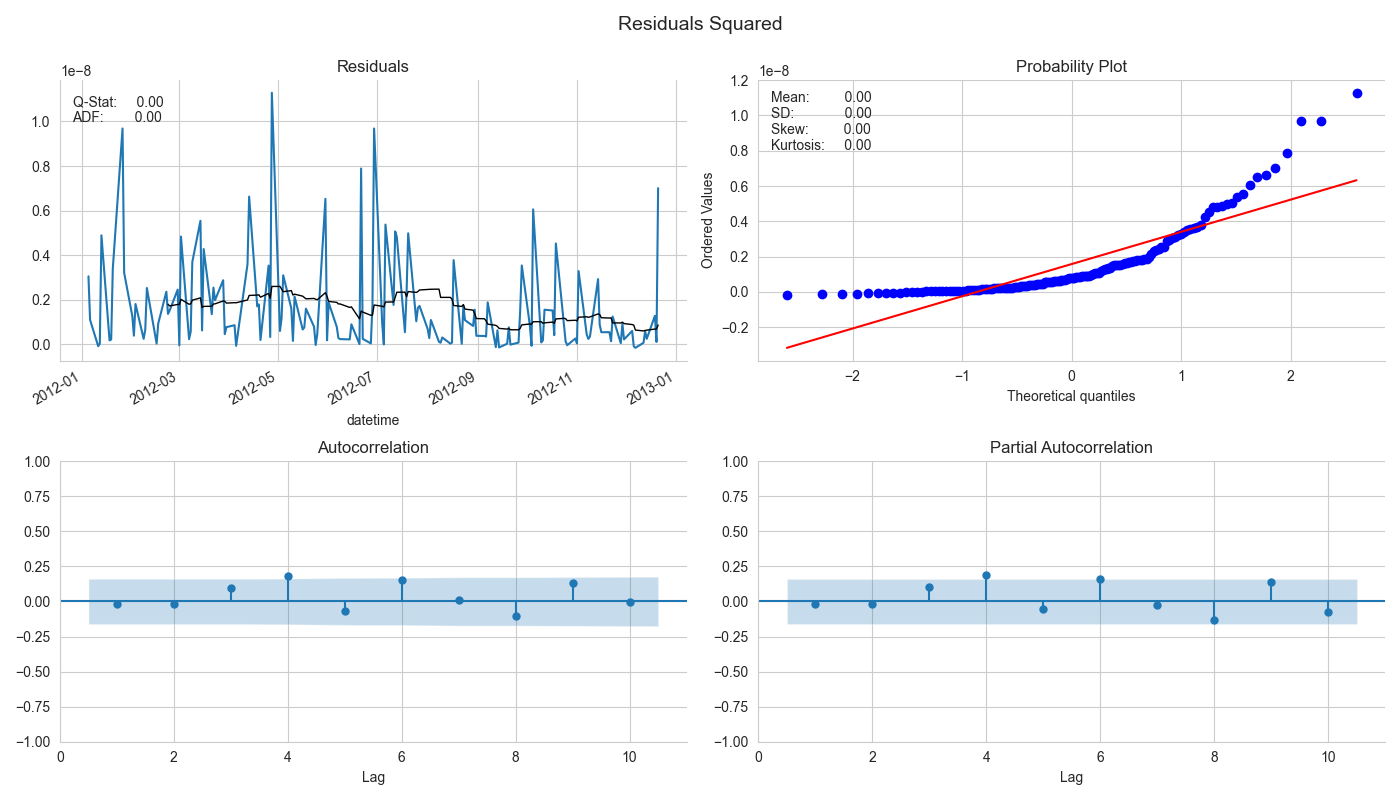 Residuals Squared
Residuals
1e−8
Q-Stat: 0.00
ADF: 0.00
1.0
0.8
0.6
0.4
0.2
0.0
2012-01 2012-03 2012-05 2012-07 2012-09 2012-11 2013-01
datetime
Probability Plot
1e−8
Mean: 0.00
SD: 0.00
Skew: 0.00
Kurtosis: 0.00
Ordered Values
1.2
1.0
0.8
0.6
0.4
0.2
0.0
−0.2
−2 −1 0 1 2
Theoretical quantiles
Autocorrelation
1.00
0.75
0.50
0.25
0.00
−0.25
−0.50
−0.75
−1.00
0 2 4 6 8 10
Lag
Partial Autocorrelation
1.00
0.75
0.50
0.25
0.00
−0.25
−0.50
−0.75
−1.00
0 2 4 6 8 10
Lag